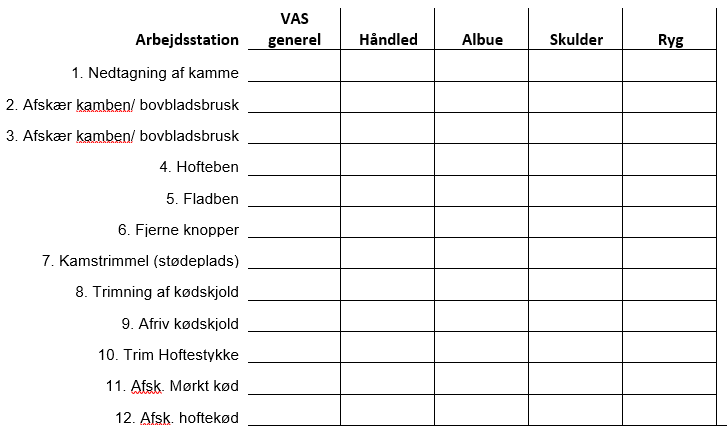 VAS
Arbejdsstation generel Håndled Albue Skulder Ryg
1. Nedtagning af kamme
2. Afskær kamben/ bovbladsbrusk
3. Afskær kamben/ bovbladsbrusk
4. Hofteben
5. Fladben
6. Fjerne knopper
7. Kamstrimmel (stødeplads)
8. Trimning af kødskjold
9. Afriv kødskjold
10. Trim Hoftestykke
11. Afsk. Mørkt kød
12. Afsk. hoftekød